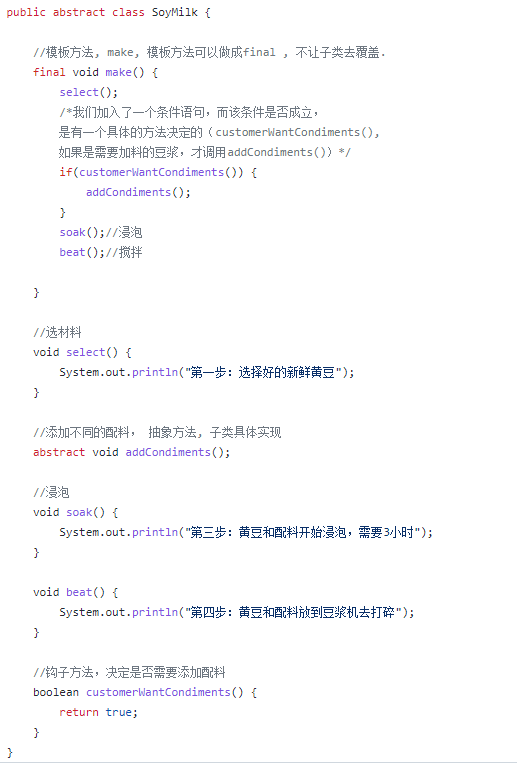 public abstract class SoyMilk {
//模板方法, make, 模板方法可以做成final , 不让子类去覆盖.
final void make() {
select();
/*我们加入了一个条件语句，而该条件是否成立，
是有一个具体的方法决定的（customerWantCondiments(),
如果是需要加料的豆浆，才调用addCondiments()）*/
if(customerWantCondiments()) {
addCondiments();
}
soak();//浸泡
beat();//搅拌
}
//选材料
void select() {
System.out.println("第一步：选择好的新鲜黄豆");
}
//添加不同的配料， 抽象方法, 子类具体实现
abstract void addCondiments();
//浸泡
void soak() {
System.out.println("第三步：黄豆和配料开始浸泡，需要3小时");
}
void beat() {
System.out.println("第四步：黄豆和配料放到豆浆机去打碎");
}
//钩子方法，决定是否需要添加配料
boolean customerWantCondiments() {
return true;
}
}